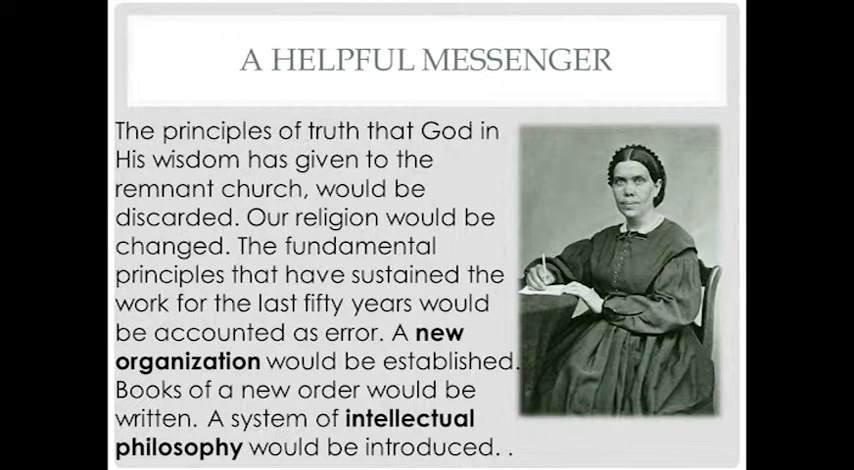 A HELPFUL MESSENGER
The principles of truth that God in
His wisdom has given to the
remnant church, would be
discarded. Our religion would be
changed. The fundamental
principles that have sustained the
work for the last fifty years would
be accounted as error. A new
organization would be established.
Books of a new order would be
written. A system of intellectual
philosophy would be introduced. .